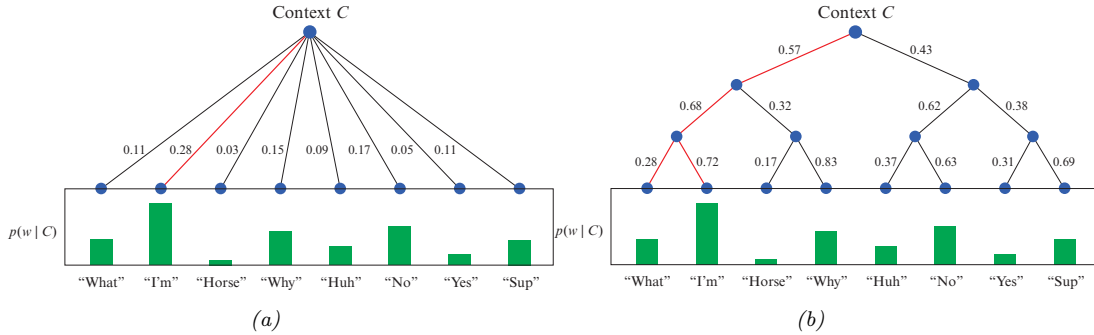 Context C
0.11 0.28 0.03 0.15 0.09 0.17 0.05 0.11
p(w | C)
“What” “I’m” “Horse” “Why” “Huh” “No” “Yes” “Sup”
(a)
Context C
0.57 0.43
0.68 0.32 0.62 0.38
0.28 0.72 0.17 0.83 0.37 0.63 0.31 0.69
p(w | C)
“What” “I’m” “Horse” “Why” “Huh” “No” “Yes” “Sup”
(b)